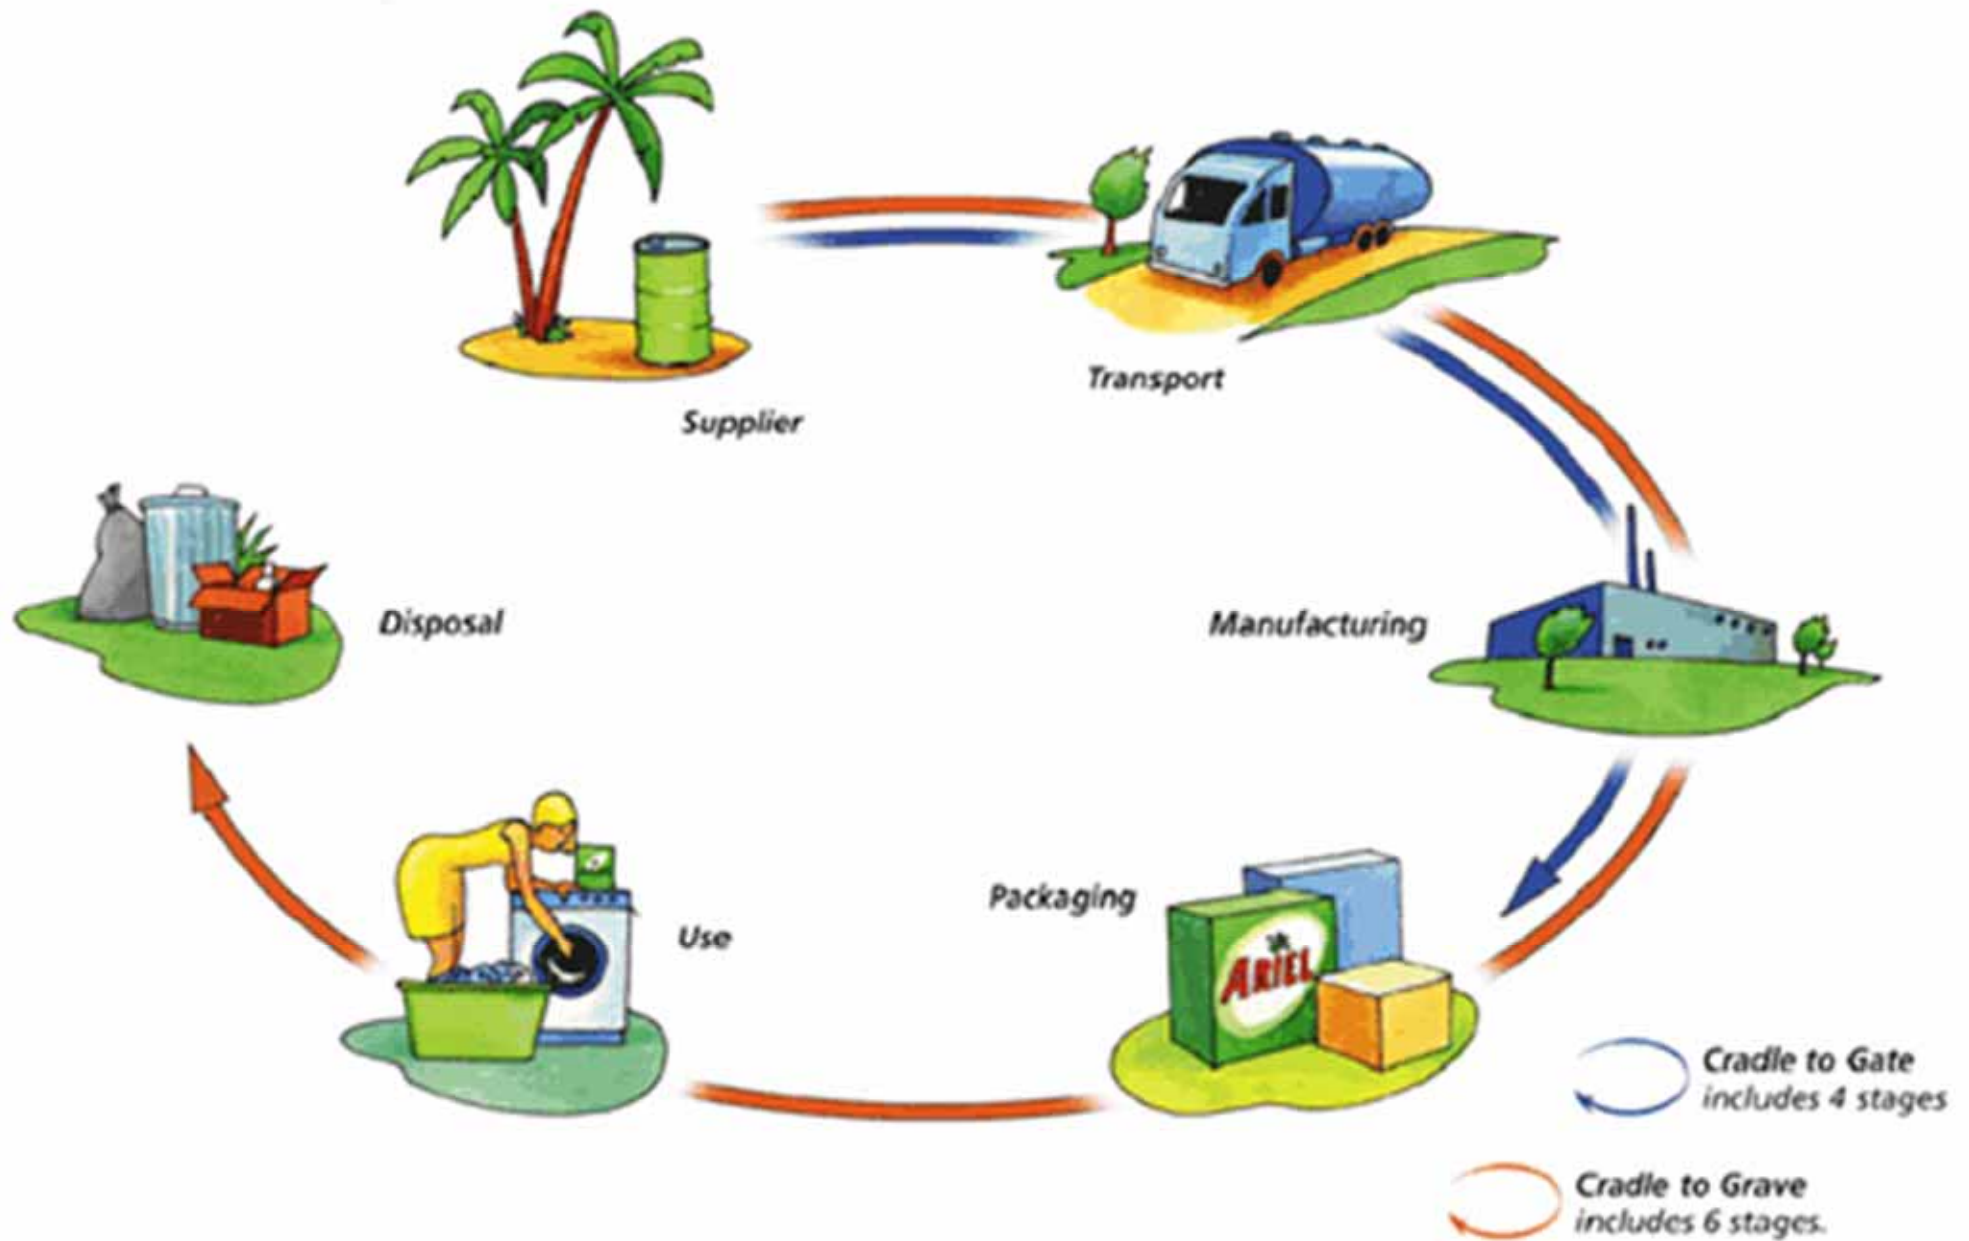 Supplier
Transport
Disposal
Manufacturing
Packaging
ARIEL
Use
Cradle to Gate
includes 4 stages
Cradle to Grave
includes 6 stages.